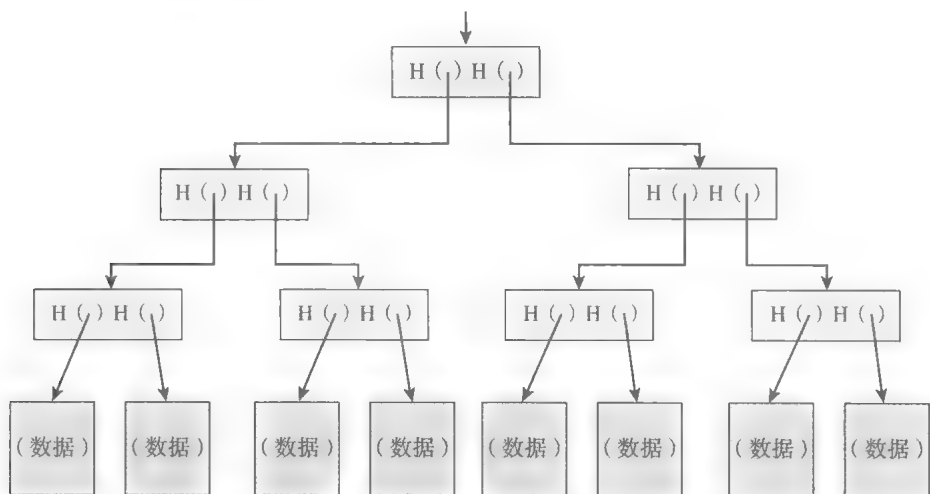 H ( ) H ( )
H ( ) H ( ) H ( ) H ( )
H ( ) H ( ) H ( ) H ( ) H ( ) H ( ) H ( ) H ( )
(数据) (数据) (数据) (数据) (数据) (数据) (数据) (数据)